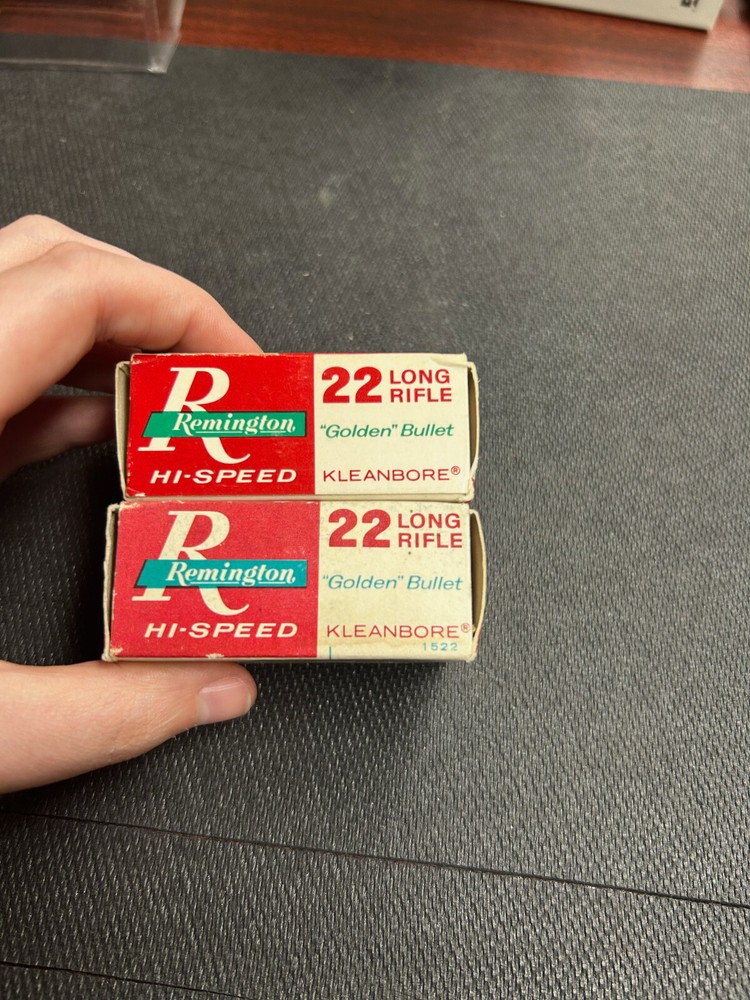 R
Remington
HI-SPEED
22 LONG RIFLE
"Golden" Bullet
KLEANBORE®
R
Remington
HI-SPEED
22 LONG RIFLE
"Golden" Bullet
KLEANBORE®
1522